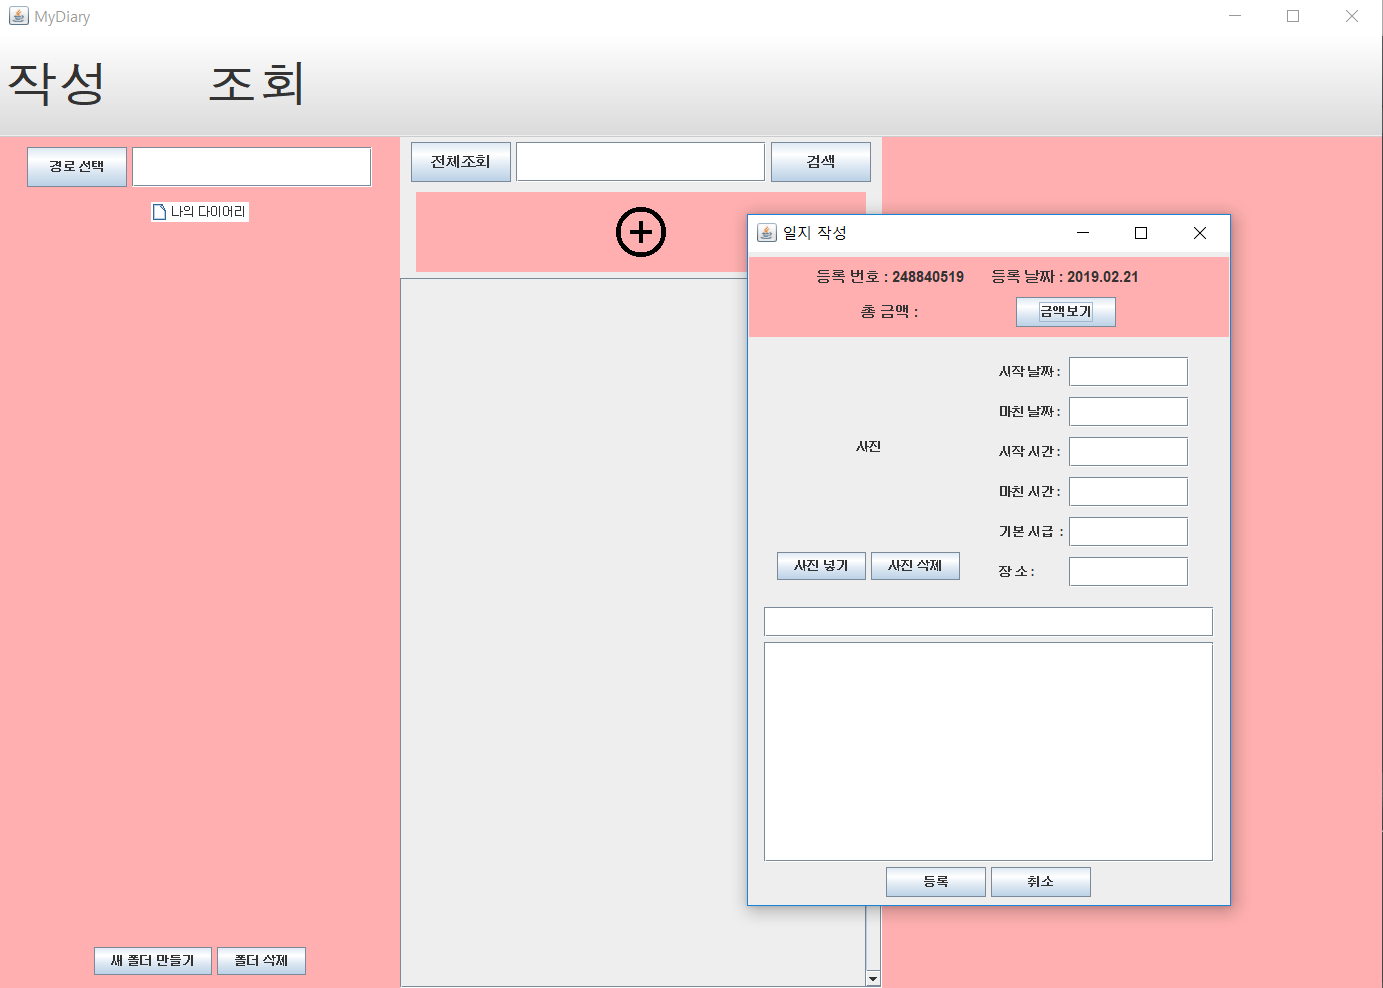 MyDiary
작성 조회
경로 선택
나의 다이어리
새 폴더 만들기 폴더 삭제
전체조회 검색
일지 작성
등록 번호 : 248840519 등록 날짜 : 2019.02.21
총 금액 : 금액보기
사진
사진 넣기 사진 삭제
시작 날짜 :
마친 날짜 :
시작 시간 :
마친 시간 :
기본 시급 :
장 소 :
등록 취소